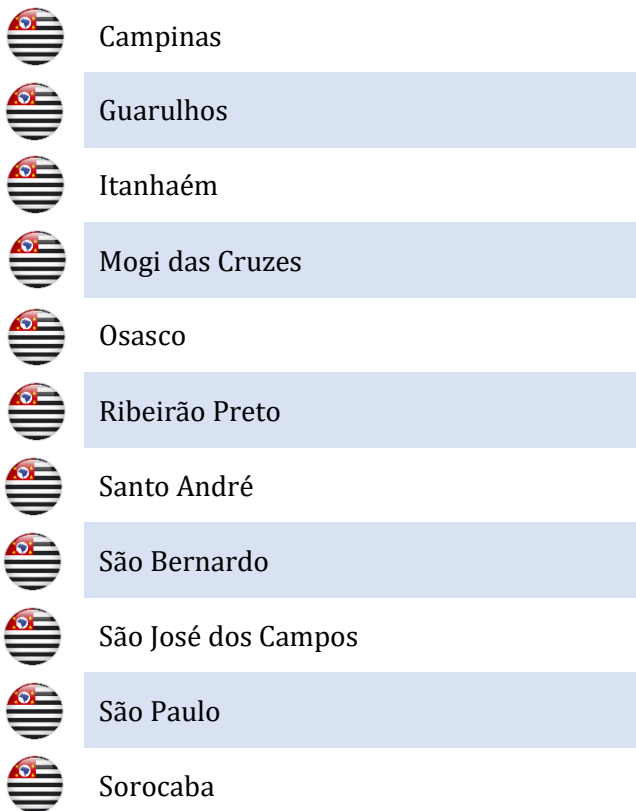 Campinas
Guarulhos
Itanhaém
Mogi das Cruzes
Osasco
Ribeirão Preto
Santo André
São Bernardo
São José dos Campos
São Paulo
Sorocaba